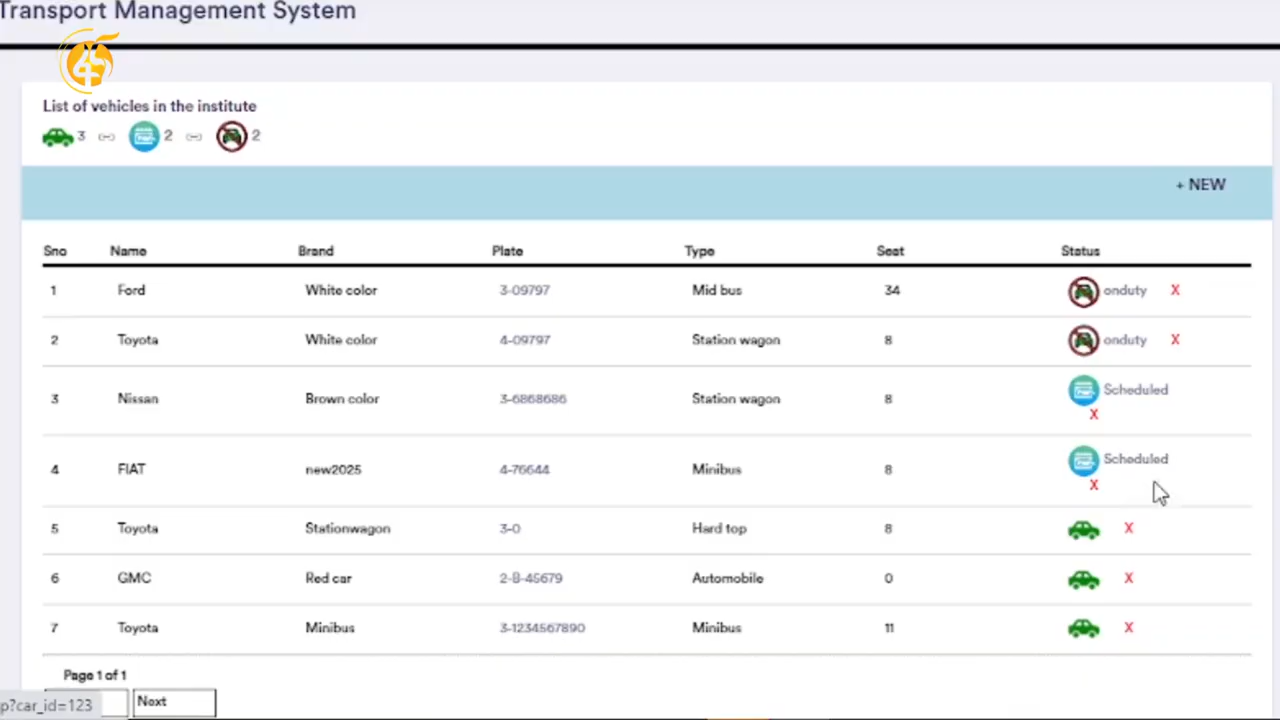 Transport Management System
List of vehicles in the institute
3 2 2
+ NEW
Sno Name Brand Plate Type Seat Status
1 Ford White color 3-09797 Mid bus 34 onduty X
2 Toyota White color 4-09797 Station wagon 8 onduty X
3 Nissan Brown color 3-6868686 Station wagon 8 Scheduled
X
4 FIAT new2025 4-76644 Minibus 8 Scheduled
X
5 Toyota Stationwagon 3-0 Hard top 8 X
6 GMC Red car 2-B-45679 Automobile 0 X
7 Toyota Minibus 3-1234567890 Minibus 11 X
Page 1 of 1
Next
p?car_id=123